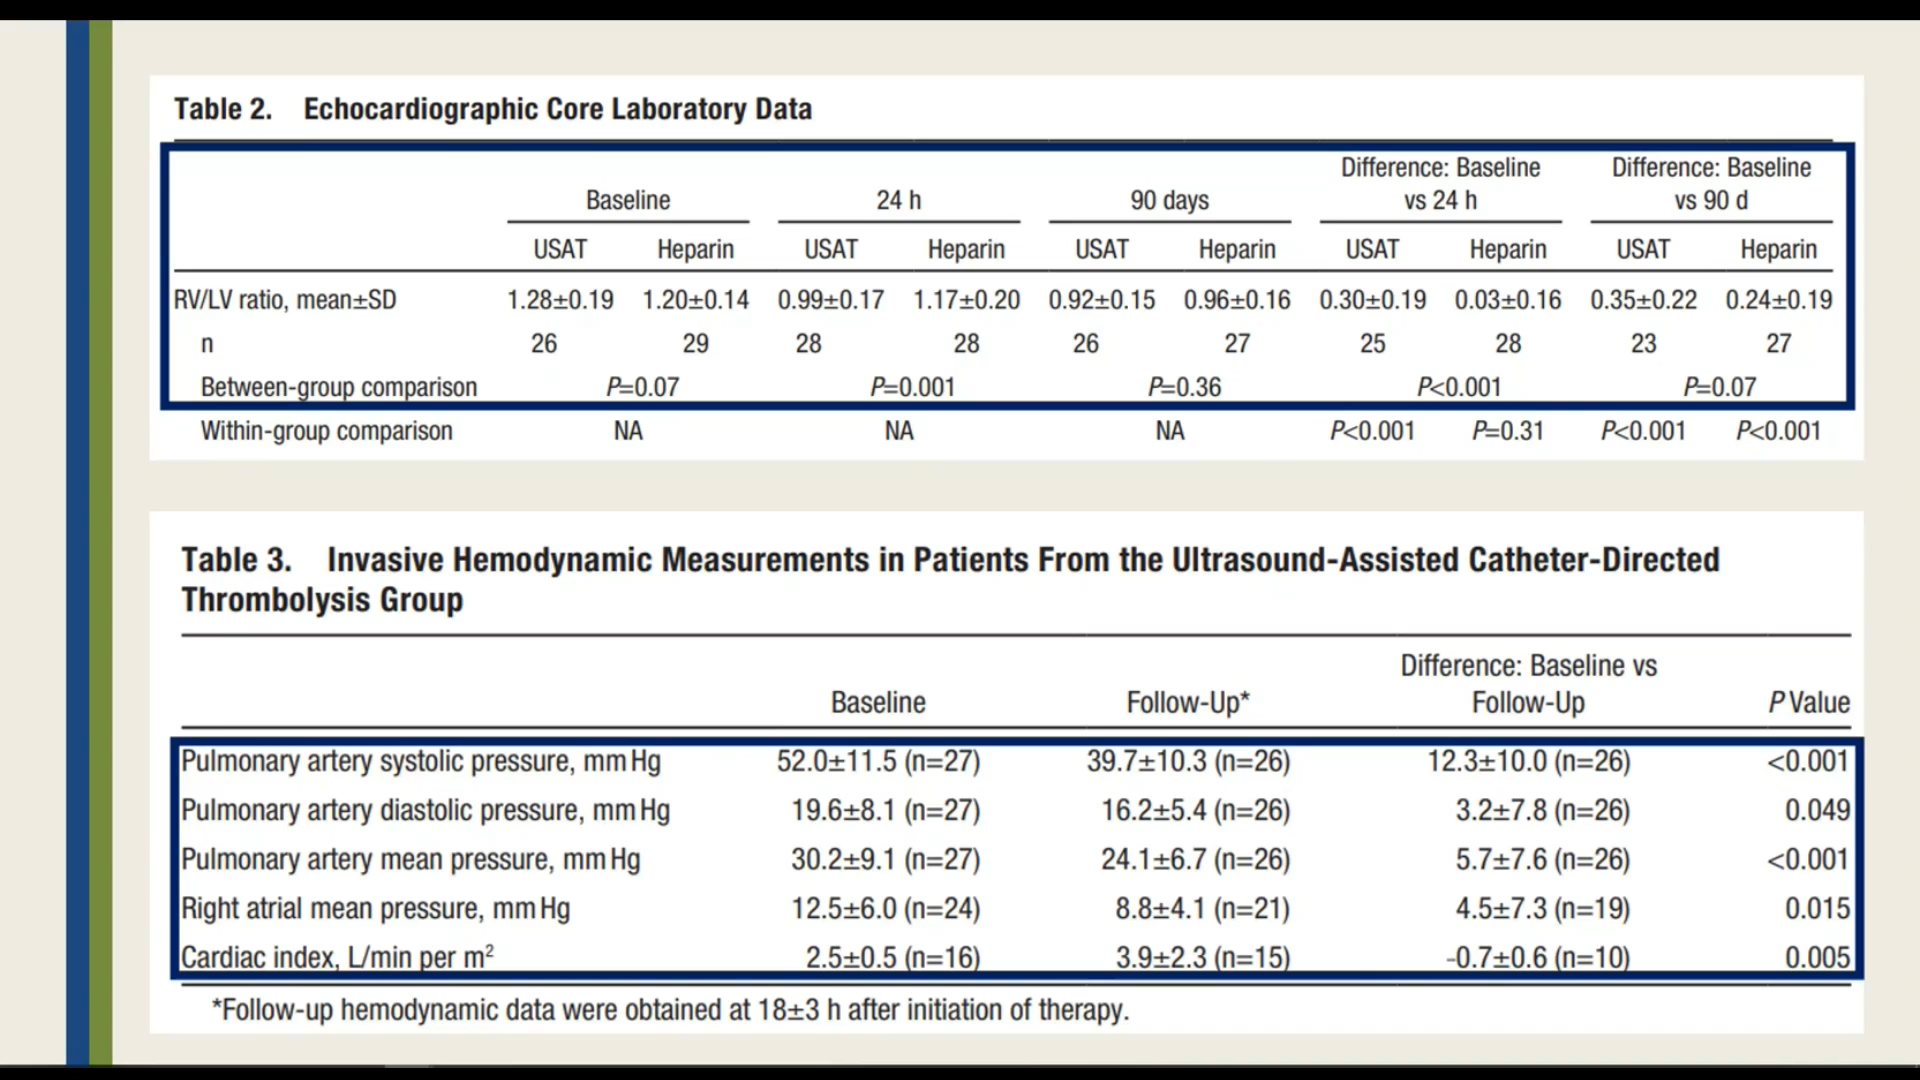 Table 2. Echocardiographic Core Laboratory Data
Difference: Baseline Difference: Baseline
Baseline 24 h 90 days vs 24 h vs 90 d
USAT Heparin USAT Heparin USAT Heparin USAT Heparin USAT Heparin
RV/LV ratio, mean±SD 1.28±0.19 1.20±0.14 0.99±0.17 1.17±0.20 0.92±0.15 0.96±0.16 0.30±0.19 0.03±0.16 0.35±0.22 0.24±0.19
n 26 29 28 28 26 27 25 28 23 27
Between-group comparison P=0.07 P=0.001 P=0.36 P<0.001 P=0.07
Within-group comparison NA NA NA P<0.001 P=0.31 P<0.001 P<0.001
Table 3. Invasive Hemodynamic Measurements in Patients From the Ultrasound-Assisted Catheter-Directed
Thrombolysis Group
Difference: Baseline vs
Baseline Follow-Up* Follow-Up P Value
Pulmonary artery systolic pressure, mm Hg 52.0±11.5 (n=27) 39.7±10.3 (n=26) 12.3±10.0 (n=26) <0.001
Pulmonary artery diastolic pressure, mm Hg 19.6±8.1 (n=27) 16.2±5.4 (n=26) 3.2±7.8 (n=26) 0.049
Pulmonary artery mean pressure, mm Hg 30.2±9.1 (n=27) 24.1±6.7 (n=26) 5.7±7.6 (n=26) <0.001
Right atrial mean pressure, mm Hg 12.5±6.0 (n=24) 8.8±4.1 (n=21) 4.5±7.3 (n=19) 0.015
Cardiac index, L/min per m² 2.5±0.5 (n=16) 3.9±2.3 (n=15) -0.7±0.6 (n=10) 0.005
*Follow-up hemodynamic data were obtained at 18±3 h after initiation of therapy.